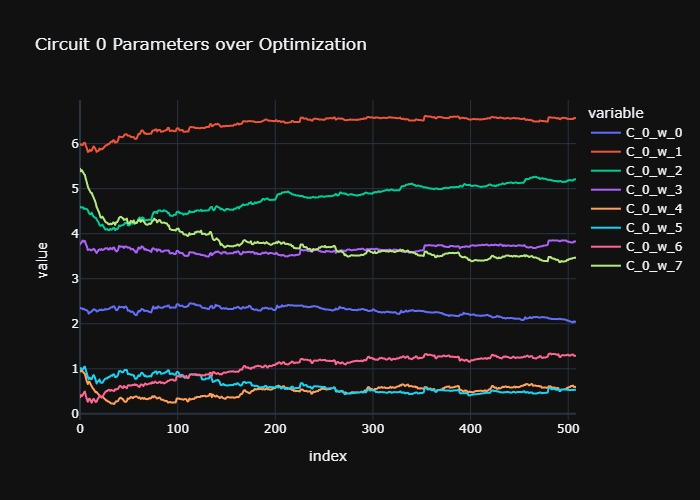 Circuit 0 Parameters over Optimization
variable
C_0_w_0
C_0_w_1
C_0_w_2
C_0_w_3
C_0_w_4
C_0_w_5
C_0_w_6
C_0_w_7
value
6
5
4
3
2
1
0
0 100 200 300 400 500
index